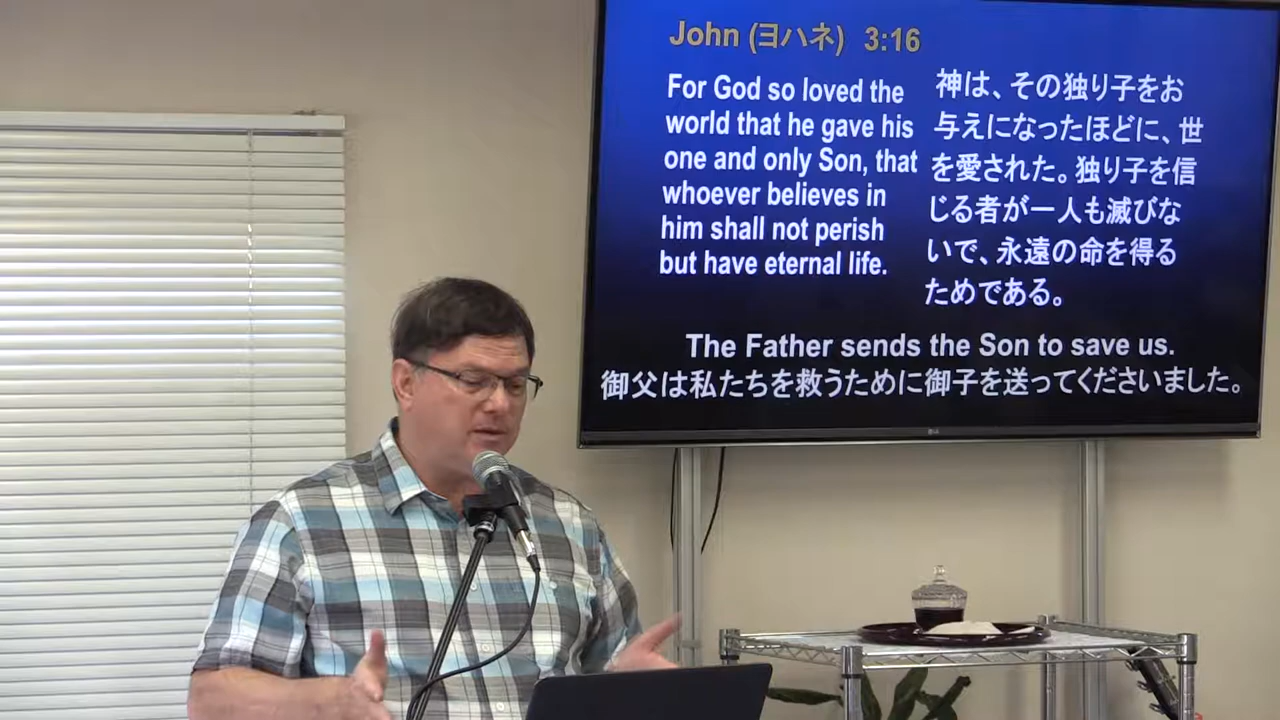 John (ヨハネ) 3:16
For God so loved the
world that he gave his
one and only Son, that
whoever believes in
him shall not perish
but have eternal life.
神は、その独り子をお
与えになったほどに、世
を愛された。独り子を信
じる者が一人も滅びな
いで、永遠の命を得る
ためである。
The Father sends the Son to save us.
御父は私たちを救うために御子を送ってくださいました。
LG